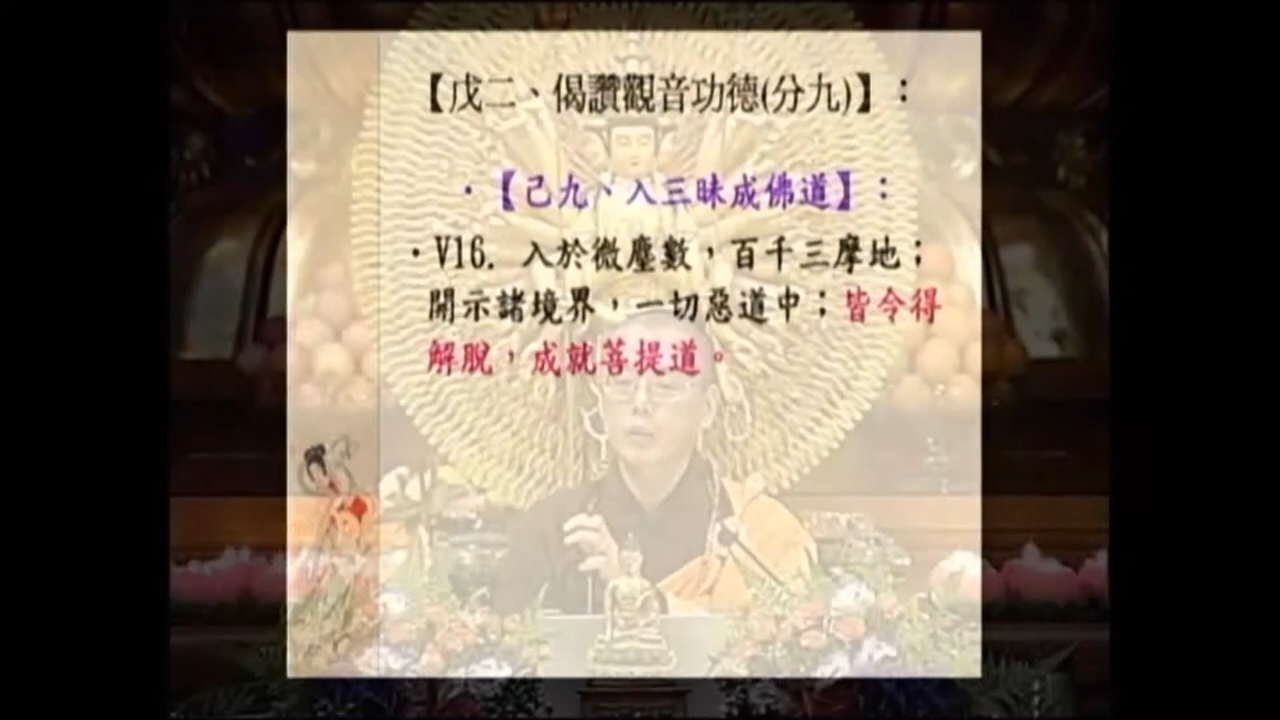 【戊二、偈讚觀音功德(分九)】：
・【己九、入三昧成佛道】：
・V16. 入於微塵數，百千三摩地；
開示諸境界，一切惡道中；皆令得
解脫，成就菩提道。